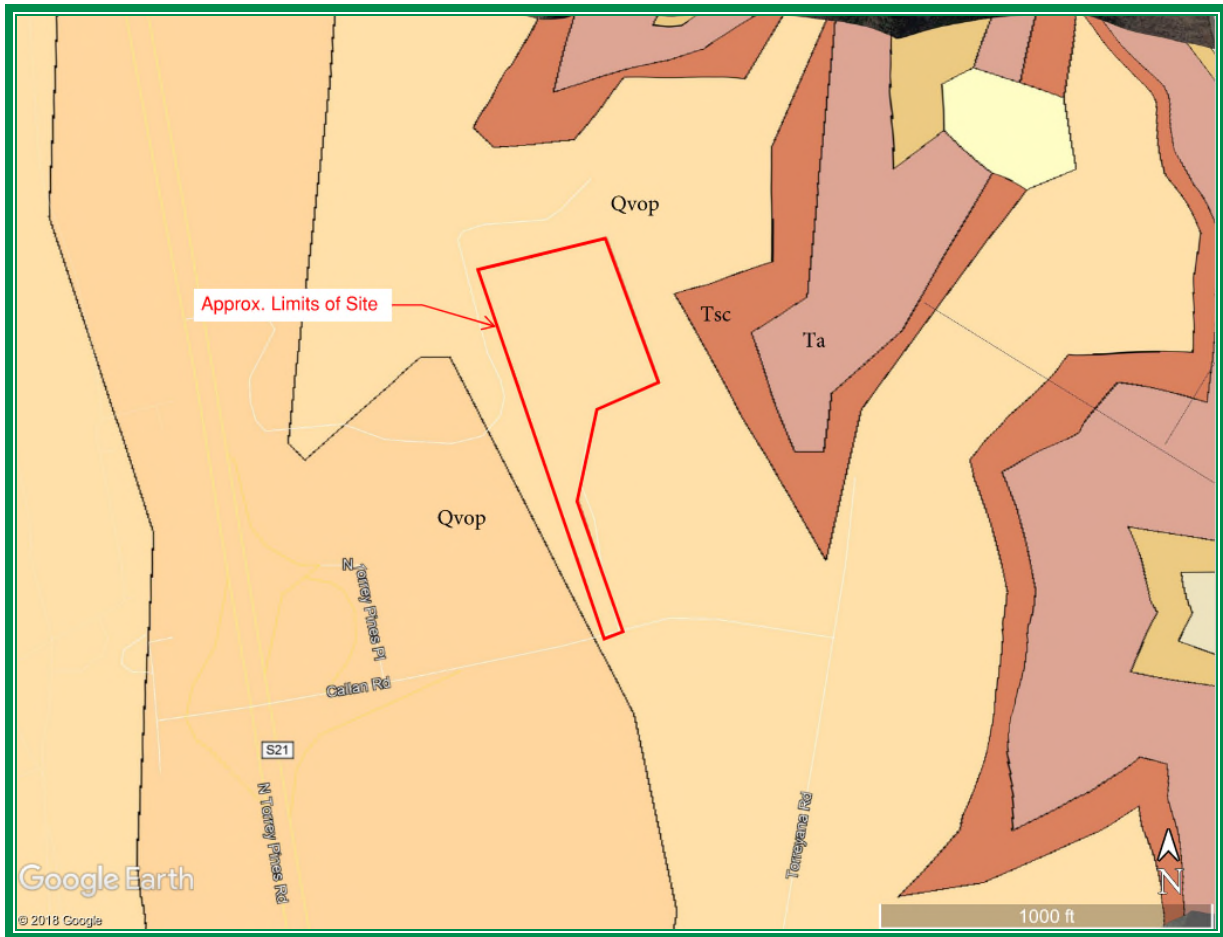 Qvop
Approx. Limits of Site
Tsc
Ta
Qvop
N Torrey Pines Pl
Callan Rd
S21
N Torrey Pines Rd
Torreyana Rd
Google Earth
N
© 2018 Google
1000 ft